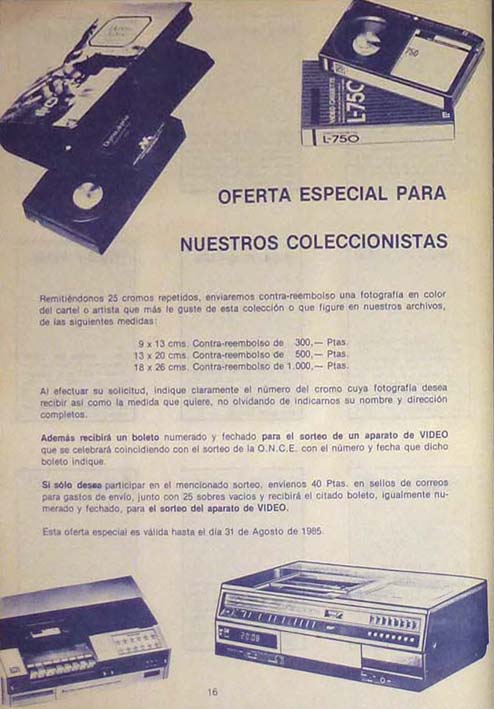 750
VIDEO CASSETTE
L-750
L-750
OFERTA ESPECIAL PARA
NUESTROS COLECCIONISTAS
Remitiéndonos 25 cromos repetidos, enviaremos contra-reembolso una fotografía en color
del cartel o artista que más le guste de esta colección o que figure en nuestros archivos,
de las siguientes medidas:
9 x 13 cms. Contra-reembolso de 300,— Ptas.
13 x 20 cms. Contra-reembolso de 500,— Ptas.
18 x 26 cms. Contra-reembolso de 1.000,— Ptas.
Al efectuar su solicitud, indique claramente el número del cromo cuya fotografía desea
recibir así como la medida que quiere, no olvidando de indicarnos su nombre y dirección
completos.
Además recibirá un boleto numerado y fechado para el sorteo de un aparato de VIDEO
que se celebrará coincidiendo con el sorteo de la O.N.C.E. con el número y fecha que dicho
boleto indique.
Si sólo desea participar en el mencionado sorteo, envíenos 40 Ptas. en sellos de correos
para gastos de envío, junto con 25 sobres vacíos y recibirá el citado boleto, igualmente nu-
merado y fechado, para el sorteo del aparato de VIDEO.
Esta oferta especial es válida hasta el día 31 de Agosto de 1985.
20:08
16